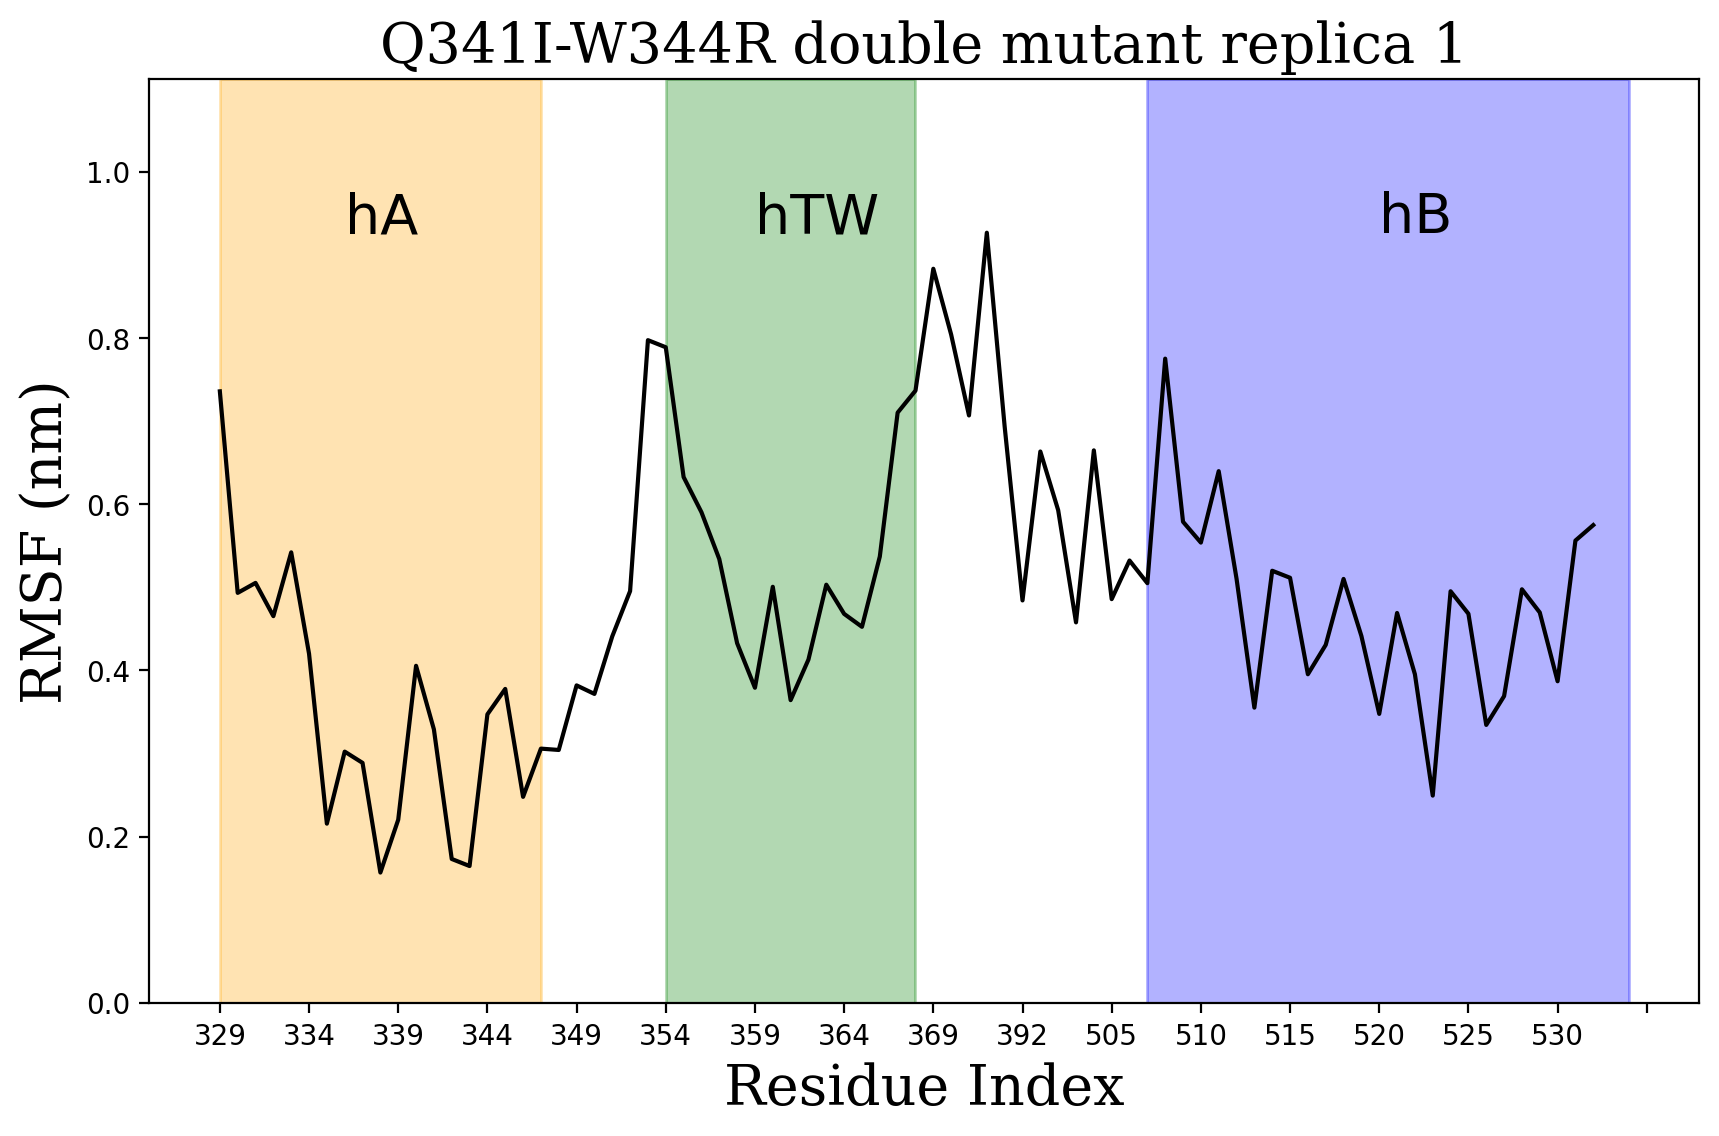 Q341I-W344R double mutant replica 1
hA
hTW
hB
RMSF (nm)
1.0
0.8
0.6
0.4
0.2
0.0
329 334 339 344 349 354 359 364 369 392 505 510 515 520 525 530
Residue Index